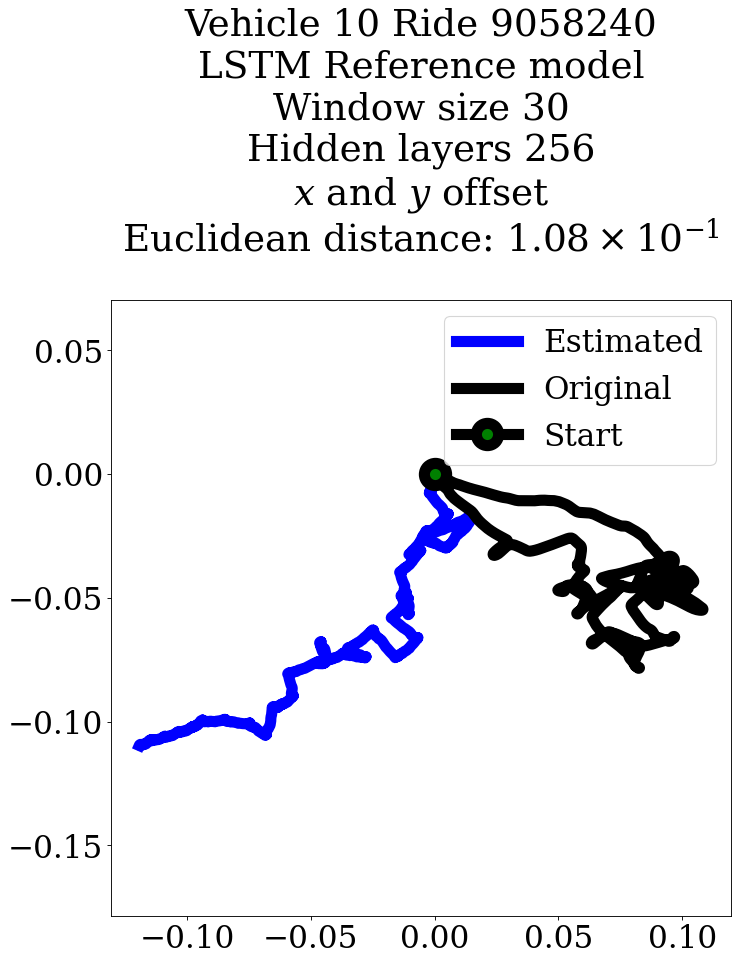 Vehicle 10 Ride 9058240
LSTM Reference model
Window size 30
Hidden layers 256
x and y offset
Euclidean distance: 1.08 × 10⁻¹
Estimated
Original
Start
0.05
0.00
−0.05
−0.10
−0.15
−0.10 −0.05 0.00 0.05 0.10